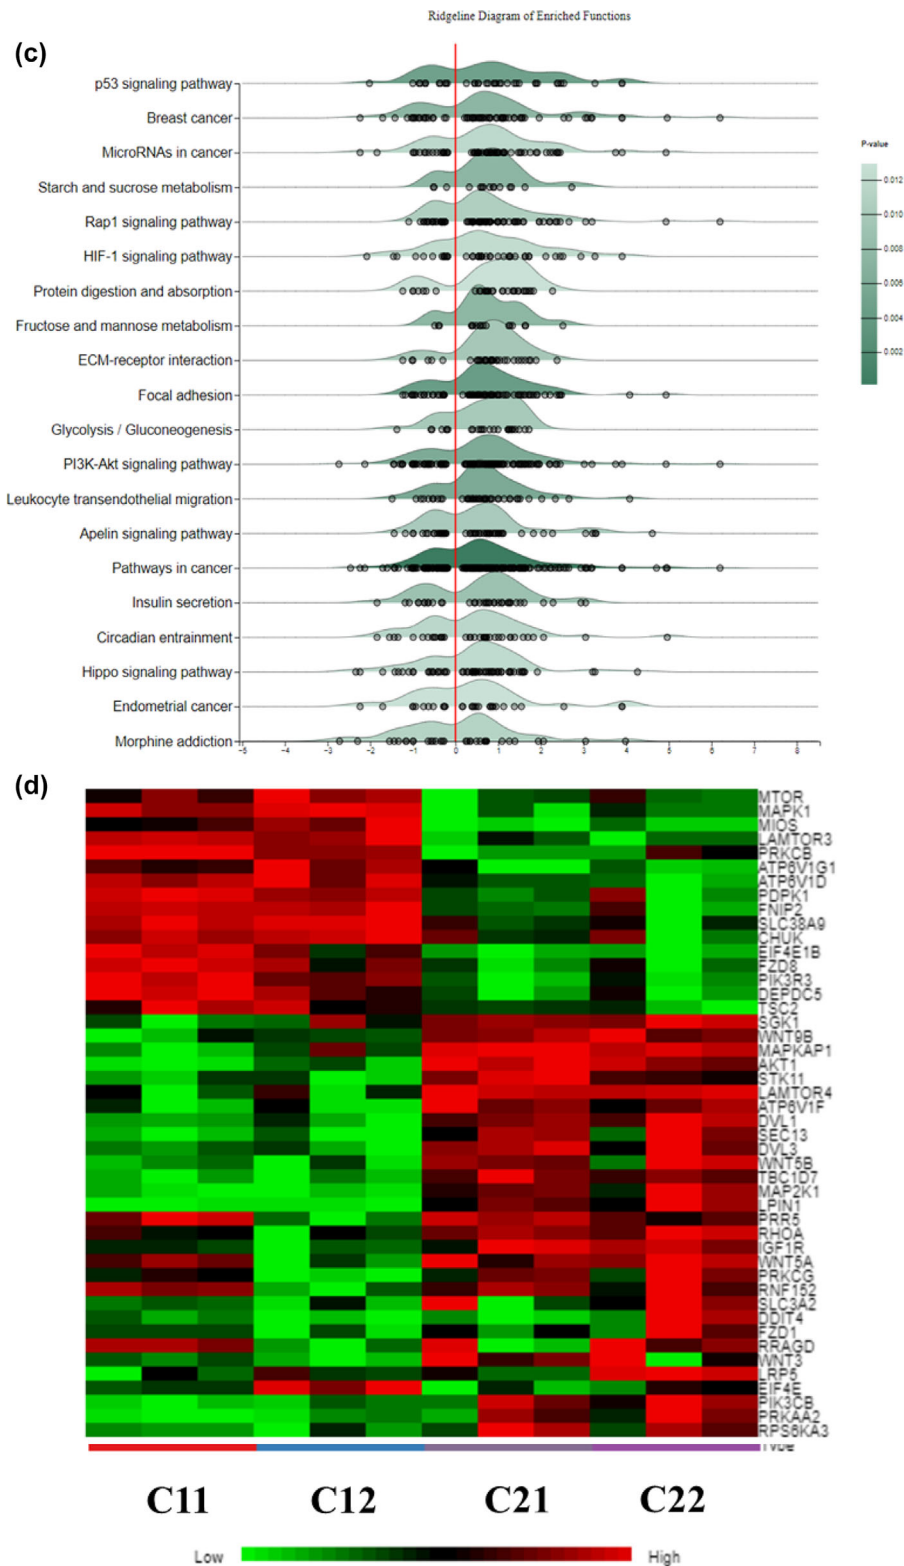 Ridgeline Diagram of Enriched Functions
(c)
p53 signaling pathway
Breast cancer
MicroRNAs in cancer
Starch and sucrose metabolism
Rap1 signaling pathway
HIF-1 signaling pathway
Protein digestion and absorption
Fructose and mannose metabolism
ECM-receptor interaction
Focal adhesion
Glycolysis / Gluconeogenesis
PI3K-Akt signaling pathway
Leukocyte transendothelial migration
Apelin signaling pathway
Pathways in cancer
Insulin secretion
Circadian entrainment
Hippo signaling pathway
Endometrial cancer
Morphine addiction
-5 -4 -3 -2 -1 0 1 2 3 4 5 6 7 8
P-value
0.012
0.010
0.008
0.006
0.004
0.002
(d)
MTOR
MAPK1
MIOS
LAMTOR3
PRKCB
ATP6V1G1
ATP6V1D
PDPK1
FNIP2
SLC38A9
CHUK
EIF4E1B
FZD8
PIK3R3
DEPDC5
TSC2
SGK1
WNT9B
MAPKAP1
AKT1
STK11
LAMTOR4
ATP6V1F
DVL1
SEC13
DVL3
WNT5B
TBC1D7
MAP2K1
LPIN1
PRR5
RHOA
IGF1R
WNT5A
PRKCG
RNF152
SLC3A2
DDIT4
FZD1
RRAGD
WNT3
LRP5
EIF4E
PIK3CB
PRKAA2
RPS6KA3
Type
C11 C12 C21 C22
Low High